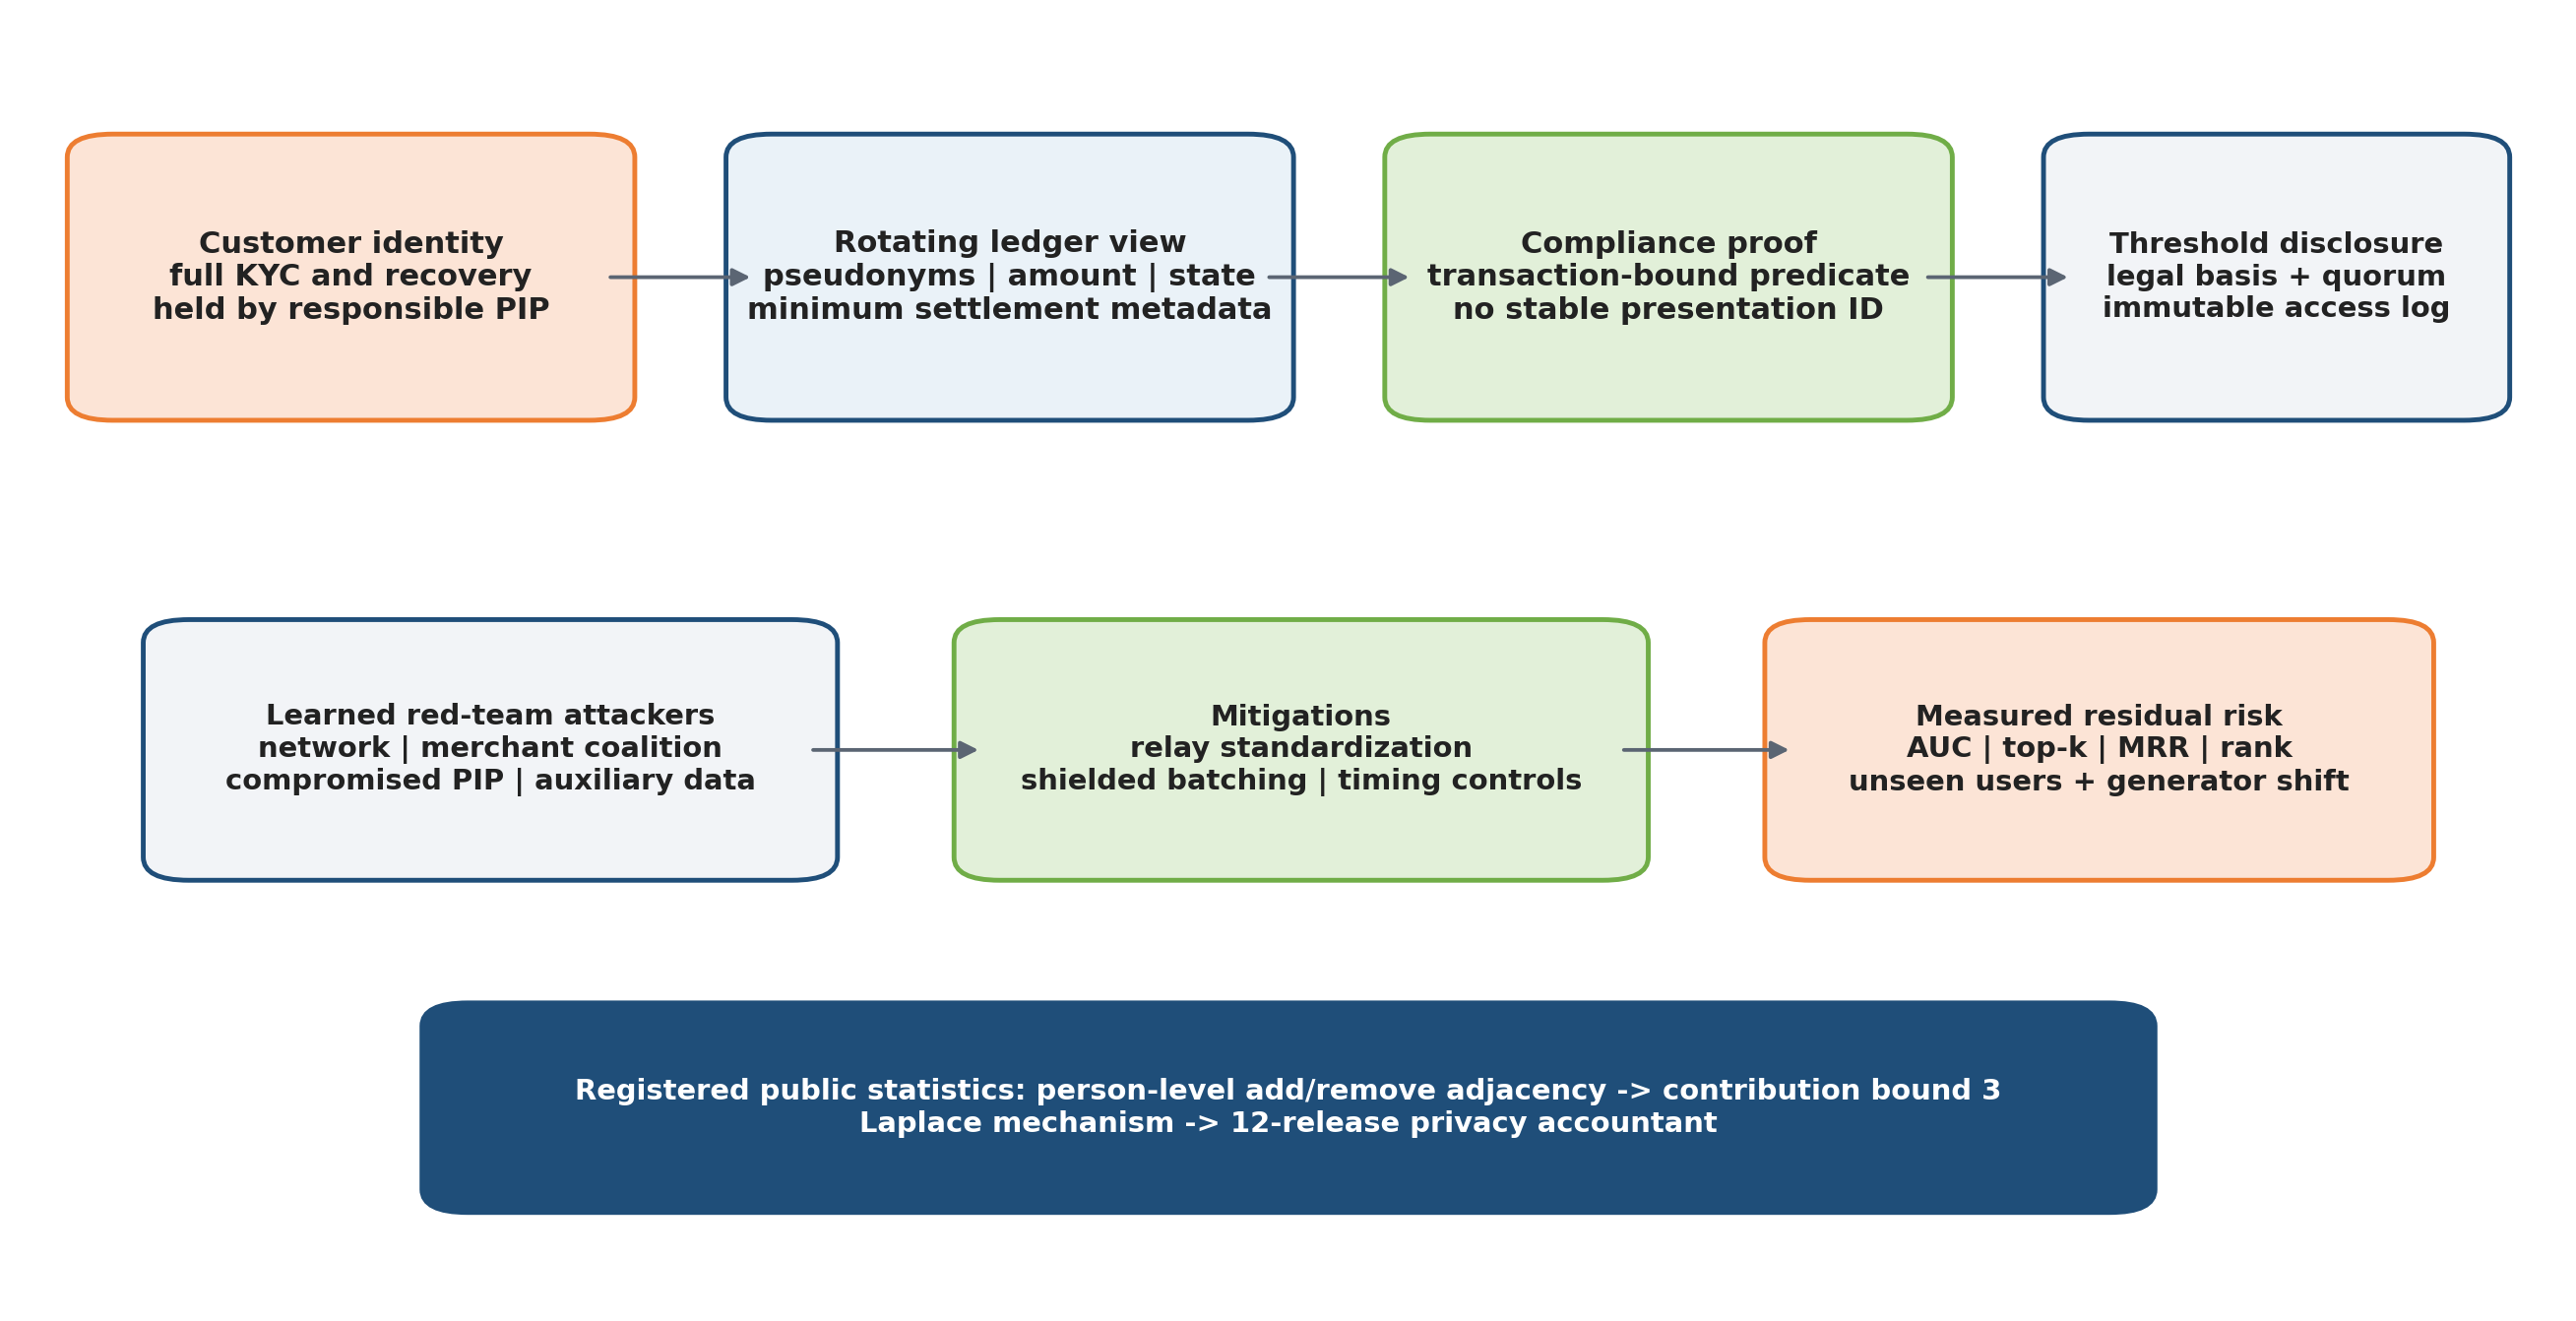 Customer identity
full KYC and recovery
held by responsible PIP
Rotating ledger view
pseudonyms | amount | state
minimum settlement metadata
Compliance proof
transaction-bound predicate
no stable presentation ID
Threshold disclosure
legal basis + quorum
immutable access log
Learned red-team attackers
network | merchant coalition
compromised PIP | auxiliary data
Mitigations
relay standardization
shielded batching | timing controls
Measured residual risk
AUC | top-k | MRR | rank
unseen users + generator shift
Registered public statistics: person-level add/remove adjacency -> contribution bound 3
Laplace mechanism -> 12-release privacy accountant